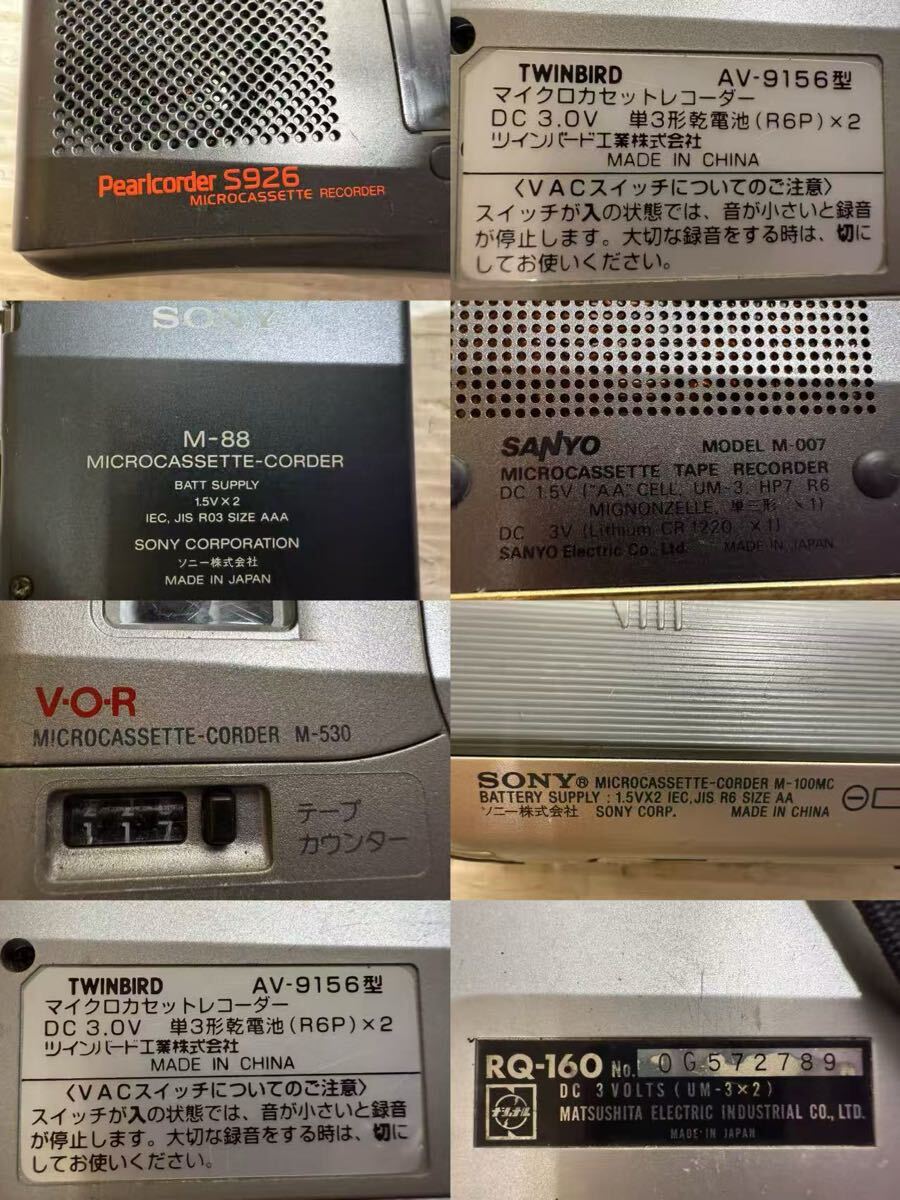 Pearlcorder S926
MICROCASSETTE RECORDER
TWINBIRD AV-9156型
マイクロカセットレコーダー
DC 3.0V 単3形乾電池(R6P)×2
ツインバード工業株式会社
MADE IN CHINA
〈VACスイッチについてのご注意〉
スイッチが入の状態では、音が小さいと録音
が停止します。大切な録音をする時は、切に
してお使いください。
SONY
M-88
MICROCASSETTE-CORDER
BATT SUPPLY
1.5V×2
IEC, JIS R03 SIZE AAA
SONY CORPORATION
ソニー株式会社
MADE IN JAPAN
SANYO MODEL M-007
MICROCASSETTE TAPE RECORDER
DC 1.5V ("AA" CELL, UM-3, HP7, R6
MIGNONZELLE, 単三形 ×1)
DC 3V (Lithium CR 1220 ×1)
SANYO Electric Co., Ltd. MADE IN JAPAN
V·O·R
MICROCASSETTE-CORDER M-530
117
テープ
カウンター
SONY® MICROCASSETTE-CORDER M-100MC
BATTERY SUPPLY : 1.5VX2 IEC, JIS R6 SIZE AA
ソニー株式会社 SONY CORP. MADE IN CHINA
TWINBIRD AV-9156型
マイクロカセットレコーダー
DC 3.0V 単3形乾電池(R6P)×2
ツインバード工業株式会社
MADE IN CHINA
〈VACスイッチについてのご注意〉
スイッチが入の状態では、音が小さいと録音
が停止します。大切な録音をする時は、切に
してお使いください。
RQ-160 No. 0G572789
DC 3 VOLTS (UM-3×2)
ナショナル
MATSUSHITA ELECTRIC INDUSTRIAL CO., LTD.
MADE IN JAPAN